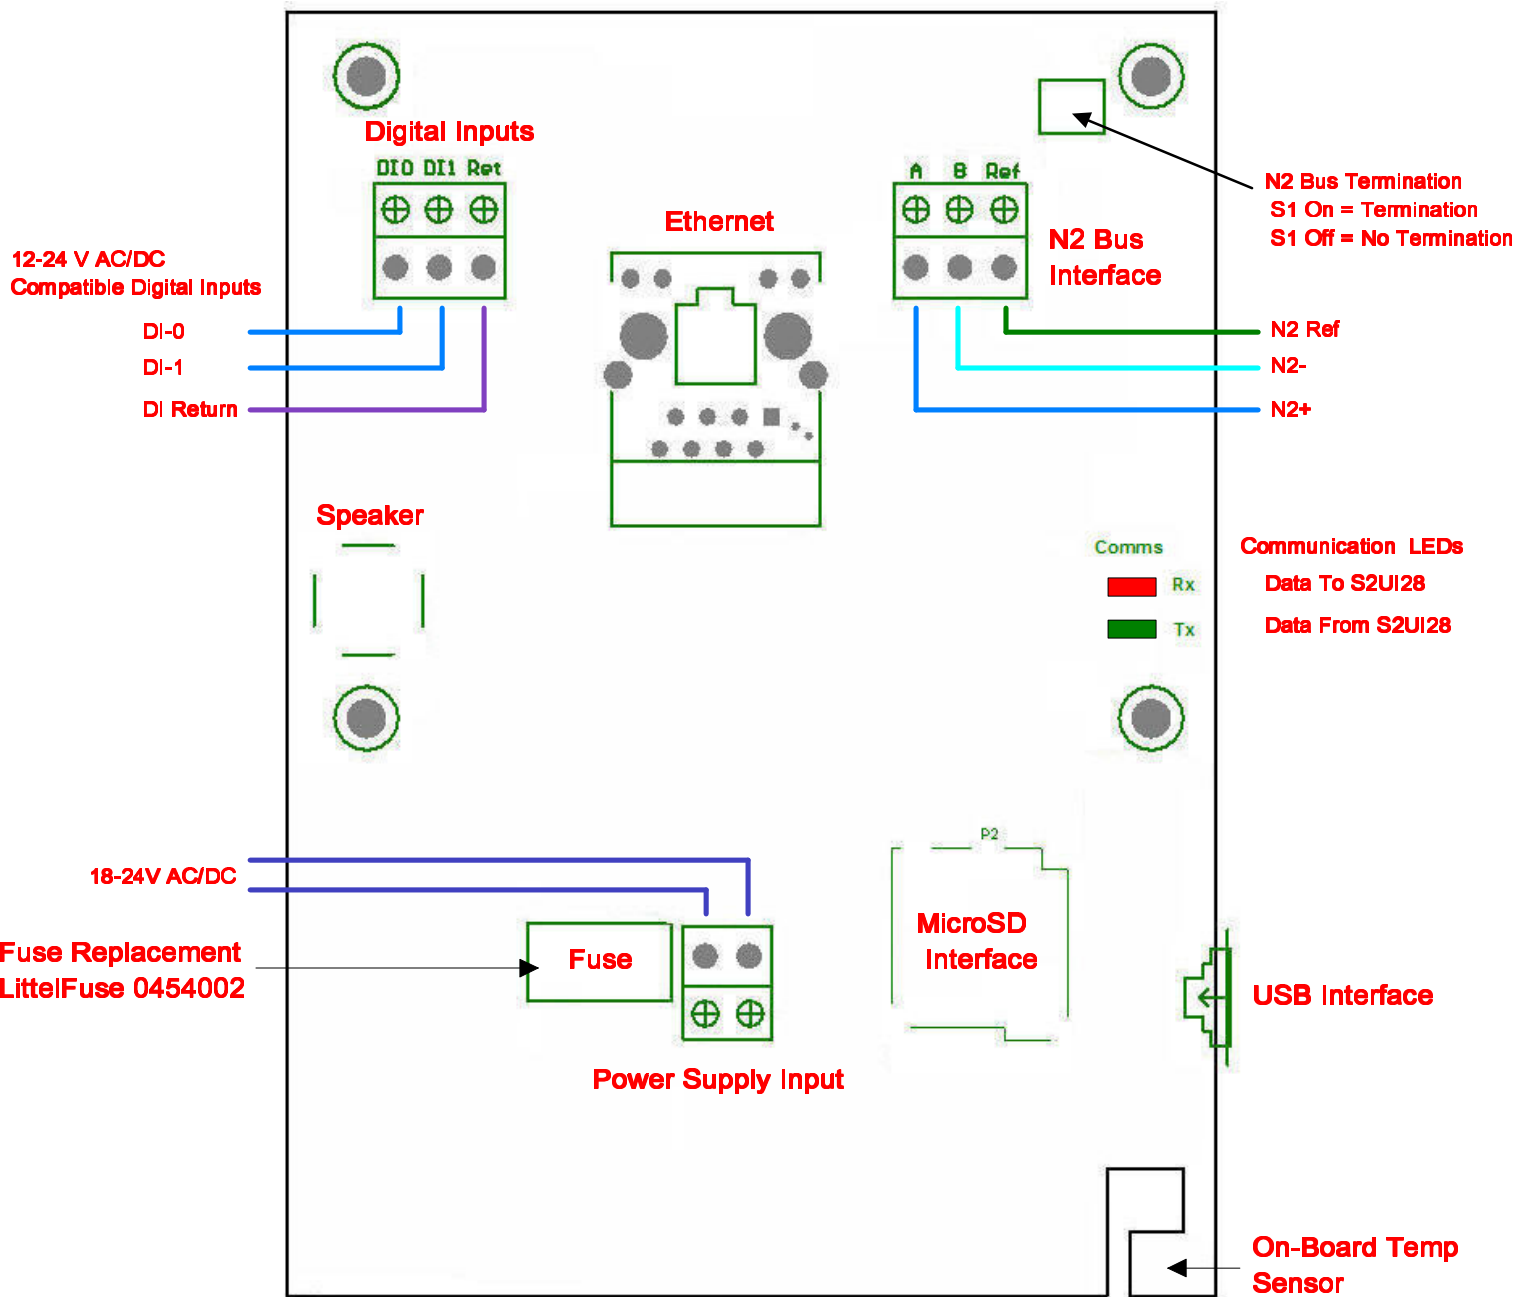 Digital Inputs
DI0 DI1 Ret
A B Ref
N2 Bus Termination
S1 On = Termination
S1 Off = No Termination
Ethernet
N2 Bus
Interface
12-24 V AC/DC
Compatible Digital Inputs
DI-0
DI-1
DI Return
N2 Ref
N2-
N2+
Speaker
Comms
Rx
Tx
Communication LEDs
Data To S2UI28
Data From S2UI28
18-24V AC/DC
P2
MicroSD
Interface
Fuse Replacement
LittelFuse 0454002
Fuse
USB Interface
Power Supply Input
On-Board Temp
Sensor